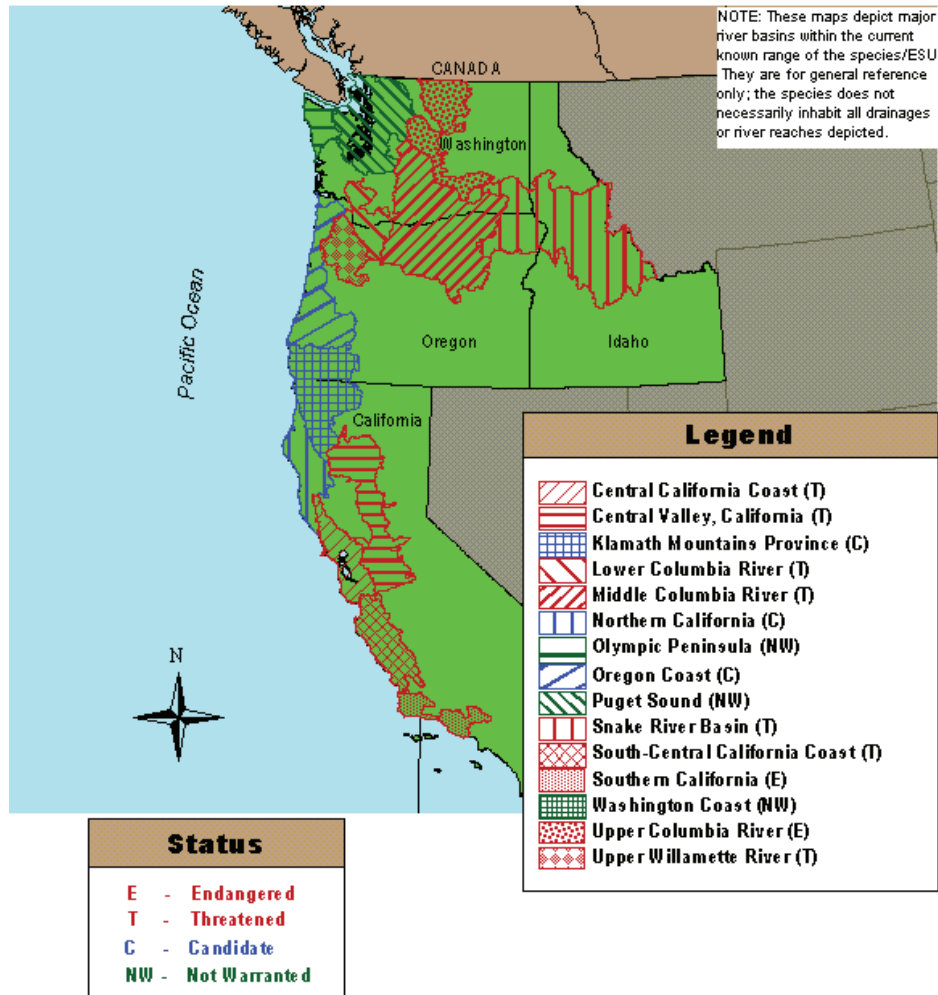 NOTE: These maps depict major
river basins within the current
known range of the species/ESU
They are for general reference
only; the species does not
necessarily inhabit all drainages
or river reaches depicted.
CANADA
Washington
Pacific Ocean
Oregon
Idaho
California
N
Legend
Central California Coast (T)
Central Valley, California (T)
Klamath Mountains Province (C)
Lower Columbia River (T)
Middle Columbia River (T)
Northern California (C)
Olympic Peninsula (NW)
Oregon Coast (C)
Puget Sound (NW)
Snake River Basin (T)
South-Central California Coast (T)
Southern California (E)
Washington Coast (NW)
Upper Columbia River (E)
Upper Willamette River (T)
Status
E - Endangered
T - Threatened
C - Candidate
NW - Not Warranted